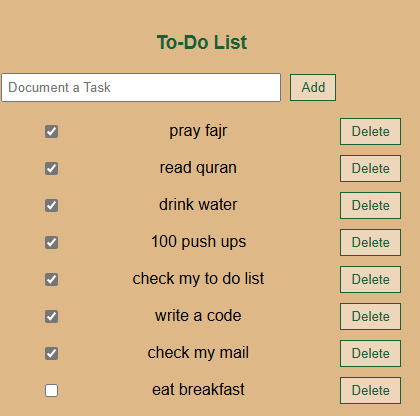 To-Do List
Document a Task Add
pray fajr Delete
read quran Delete
drink water Delete
100 push ups Delete
check my to do list Delete
write a code Delete
check my mail Delete
eat breakfast Delete